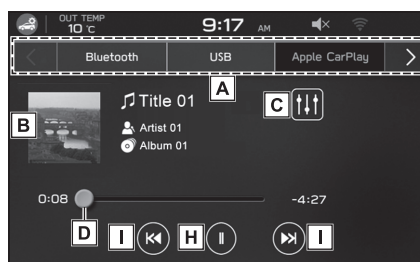 OUT TEMP
10 °C
9:17 AM
Bluetooth
USB
Apple CarPlay
A
B
Title 01
C
Artist 01
Album 01
0:08
-4:27
D
I
H
I